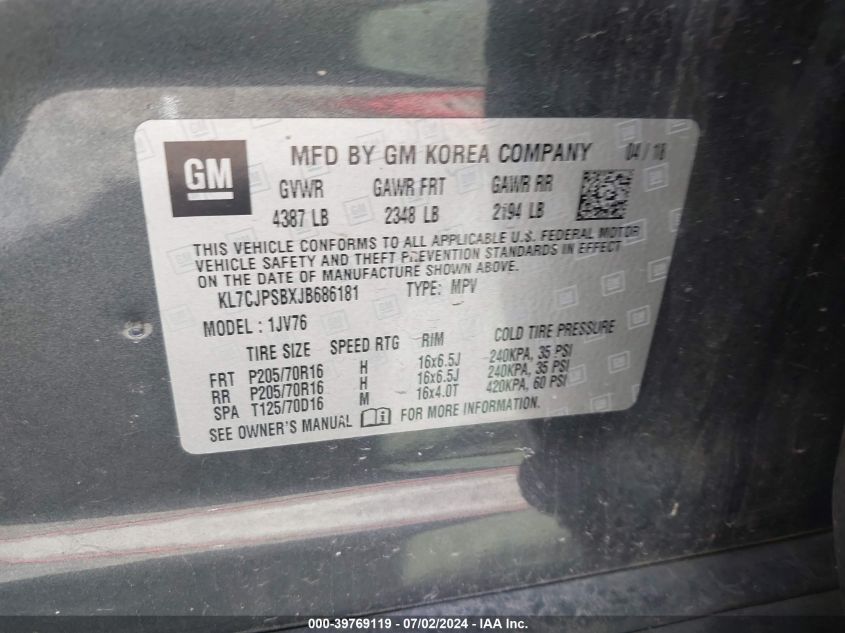 GM
MFD BY GM KOREA COMPANY 04 / 18
GVWR GAWR FRT GAWR RR
4387 LB 2348 LB 2194 LB
THIS VEHICLE CONFORMS TO ALL APPLICABLE U.S. FEDERAL MOTOR
VEHICLE SAFETY AND THEFT PREVENTION STANDARDS IN EFFECT
ON THE DATE OF MANUFACTURE SHOWN ABOVE.
KL7CJPSBXJB686181 TYPE: MPV
MODEL : 1JV76
TIRE SIZE SPEED RTG RIM COLD TIRE PRESSURE
FRT P205/70R16 H 16x6.5J 240KPA, 35 PSI
RR P205/70R16 H 16x6.5J 240KPA, 35 PSI
SPA T125/70D16 M 16x4.0T 420KPA, 60 PSI
SEE OWNER'S MANUAL FOR MORE INFORMATION.
000-39769119 - 07/02/2024 - IAAI.com